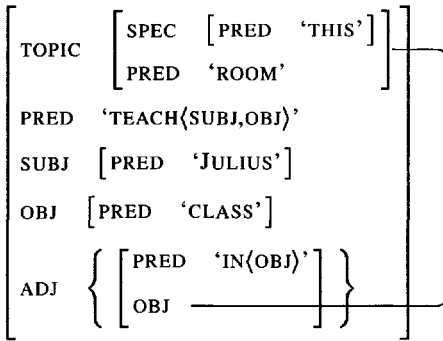 SPEC [PRED ‘THIS’]
TOPIC
PRED ‘ROOM’
PRED ‘TEACH⟨SUBJ,OBJ⟩’
SUBJ [PRED ‘JULIUS’]
OBJ [PRED ‘CLASS’]
PRED ‘IN⟨OBJ⟩’
ADJ
OBJ